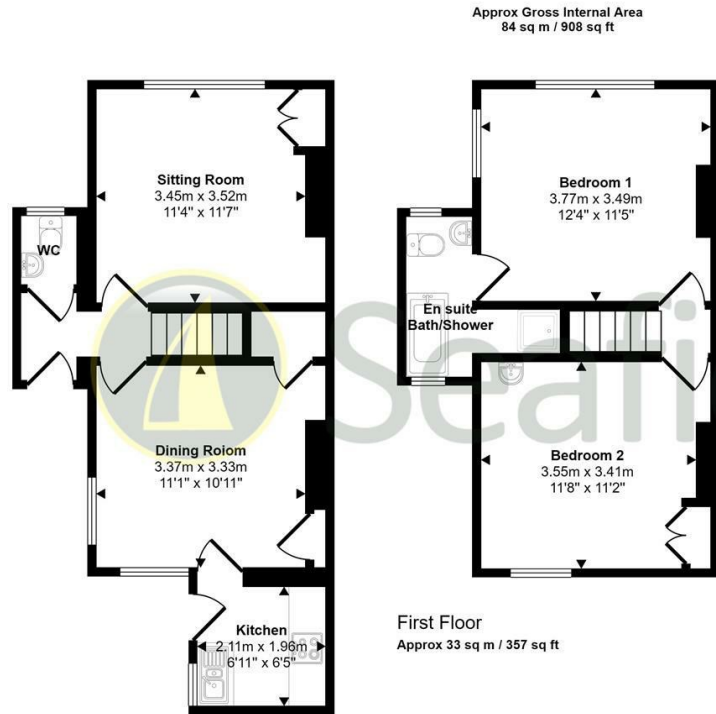 Approx Gross Internal Area
84 sq m / 908 sq ft
Sitting Room
3.45m x 3.52m
11'4" x 11'7"
WC
Dining Roiom
3.37m x 3.33m
11'1" x 10'11"
Kitchen
2.11m x 1.96m
6'11" x 6'5"
Bedroom 1
3.77m x 3.49m
12'4" x 11'5"
En suite
Bath/Shower
Bedroom 2
3.55m x 3.41m
11'8" x 11'2"
First Floor
Approx 33 sq m / 357 sq ft
Seafi